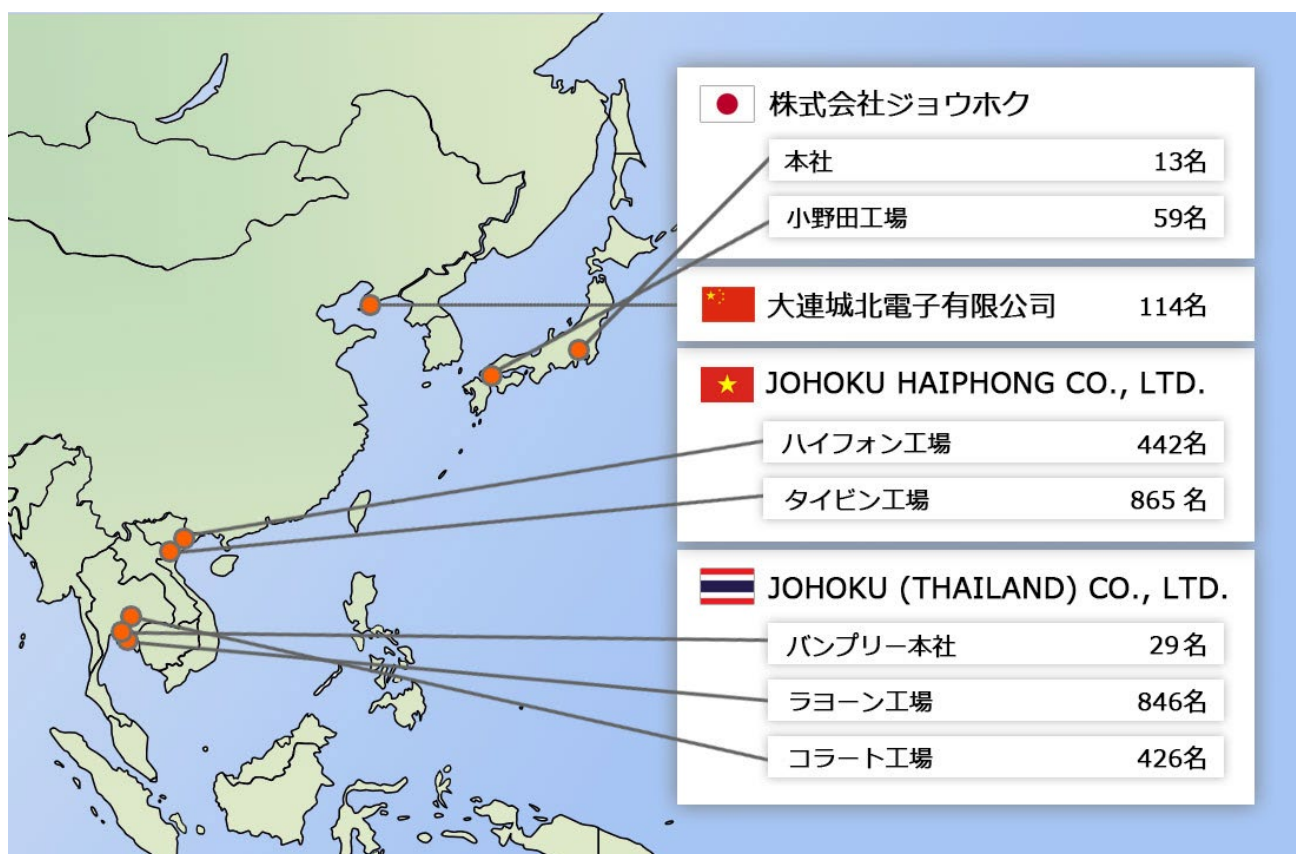 株式会社ジョウホク
本社 13名
小野田工場 59名
大連城北電子有限公司 114名
JOHOKU HAIPHONG CO., LTD.
ハイフォン工場 442名
タイビン工場 865 名
JOHOKU (THAILAND) CO., LTD.
バンプリー本社 29名
ラヨーン工場 846名
コラート工場 426名